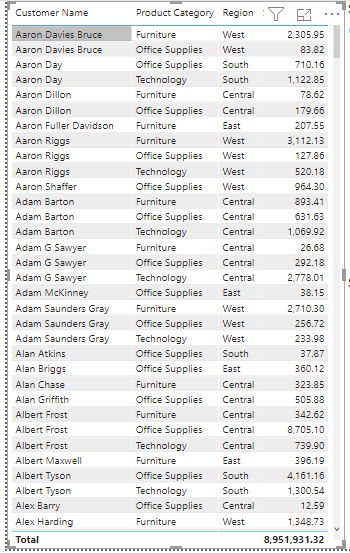 Customer Name Product Category Region
Aaron Davies Bruce Furniture West 2,305.95
Aaron Davies Bruce Office Supplies West 83.82
Aaron Day Office Supplies South 710.16
Aaron Day Technology South 1,122.85
Aaron Dillon Furniture Central 78.62
Aaron Dillon Office Supplies Central 179.66
Aaron Fuller Davidson Furniture East 207.55
Aaron Riggs Furniture West 3,112.13
Aaron Riggs Office Supplies West 127.86
Aaron Riggs Technology West 520.18
Aaron Shaffer Office Supplies West 964.30
Adam Barton Furniture Central 893.41
Adam Barton Office Supplies Central 631.63
Adam Barton Technology Central 1,069.92
Adam G Sawyer Furniture Central 26.68
Adam G Sawyer Office Supplies Central 292.18
Adam G Sawyer Technology Central 2,778.01
Adam McKinney Office Supplies East 38.15
Adam Saunders Gray Furniture West 2,710.30
Adam Saunders Gray Office Supplies West 256.72
Adam Saunders Gray Technology West 233.98
Alan Atkins Office Supplies South 37.87
Alan Briggs Office Supplies East 360.12
Alan Chase Furniture Central 323.85
Alan Griffith Office Supplies Central 505.88
Albert Frost Furniture Central 342.62
Albert Frost Office Supplies Central 8,705.10
Albert Frost Technology Central 739.90
Albert Maxwell Furniture East 396.19
Albert Tyson Office Supplies South 4,161.16
Albert Tyson Technology South 1,300.54
Alex Barry Office Supplies Central 12.59
Alex Harding Furniture West 1,348.73
Total 8,951,931.32